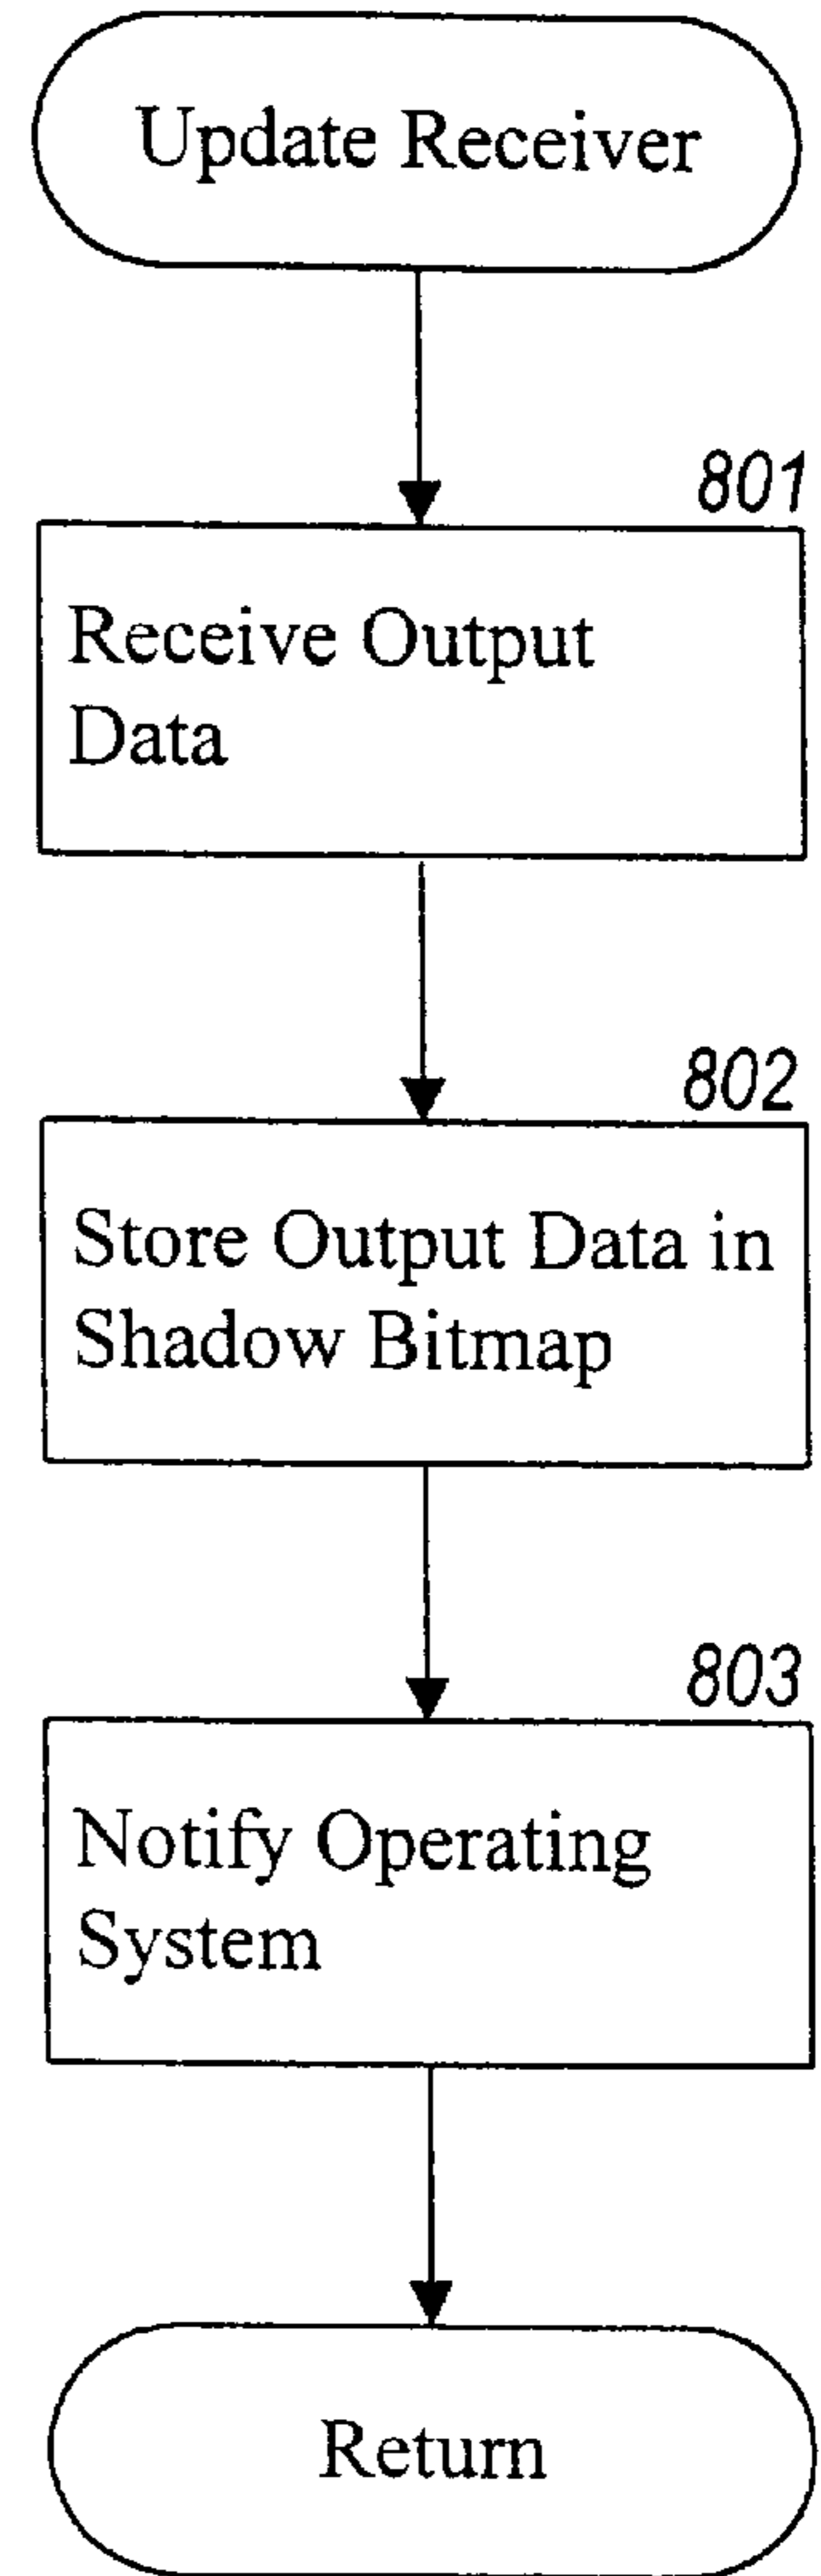 Update Receiver
801
Receive Output
Data
802
Store Output Data in
Shadow Bitmap
803
Notify Operating
System
Return